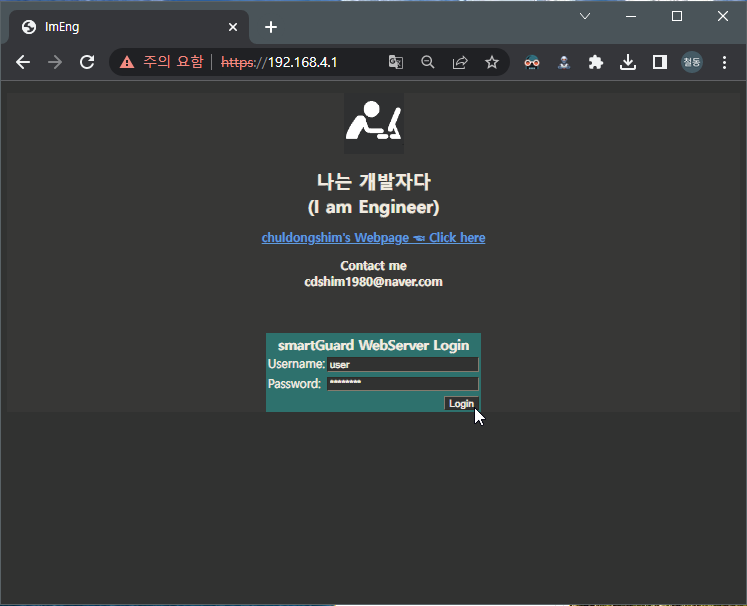 ImEng
주의 요함
https://192.168.4.1
철동
나는 개발자다
(I am Engineer)
chuldongshim's Webpage ☜ Click here
Contact me
cdshim1980@naver.com
smartGuard WebServer Login
Username: user
Password: ********
Login